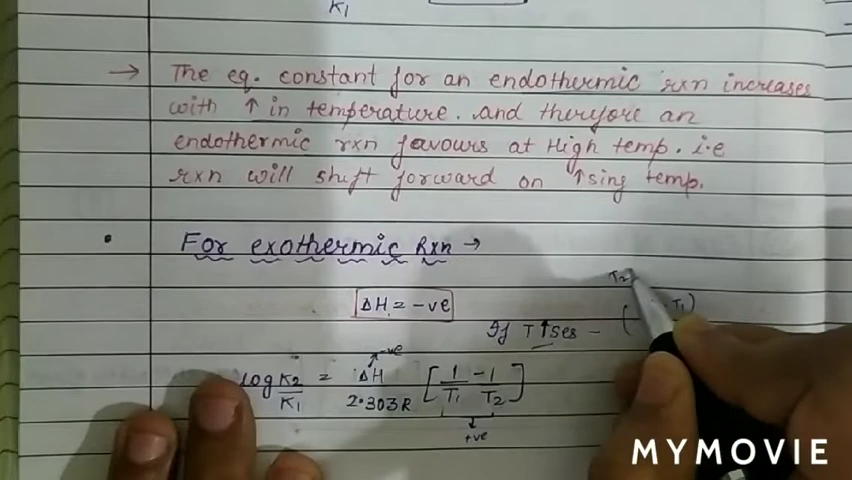 K1
→ The eq. constant for an endothermic rxn increases
with ↑ in temperature. And therefore an
endothermic rxn favours at High temp. i.e
rxn will shift forward on ↑sing temp.
• For exothermic Rxn →
T2
ΔH = -ve
If T↑ses - ( T1)
-ve
log K2 = ΔH [ 1 - 1 ]
K1 2.303R T1 T2
+ve
MYMOVIE